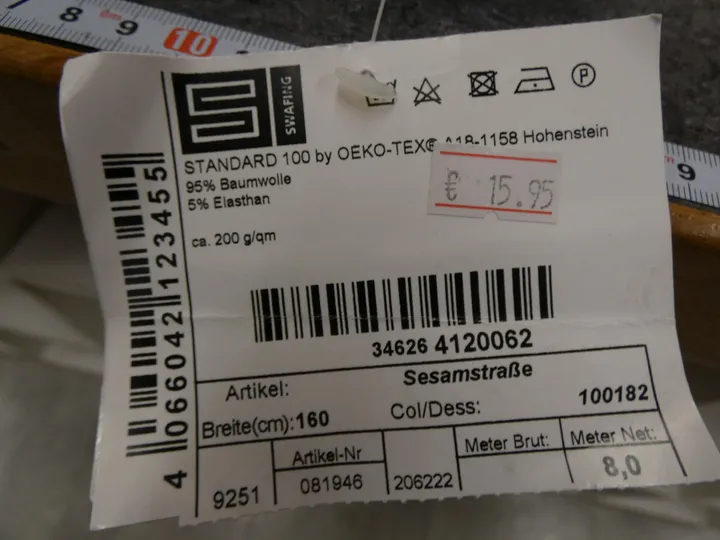 8 9 10
9
SWAFING
P
STANDARD 100 by OEKO-TEX® A18-1158 Hohenstein
95% Baumwolle
5% Elasthan
15.95
ca. 200 g/qm
4 066042 123455
34626 4120062
Artikel: Sesamstraße
Breite(cm):160 Col/Dess: 100182
Artikel-Nr Meter Brut: Meter Net:
9251 081946 206222 8,0